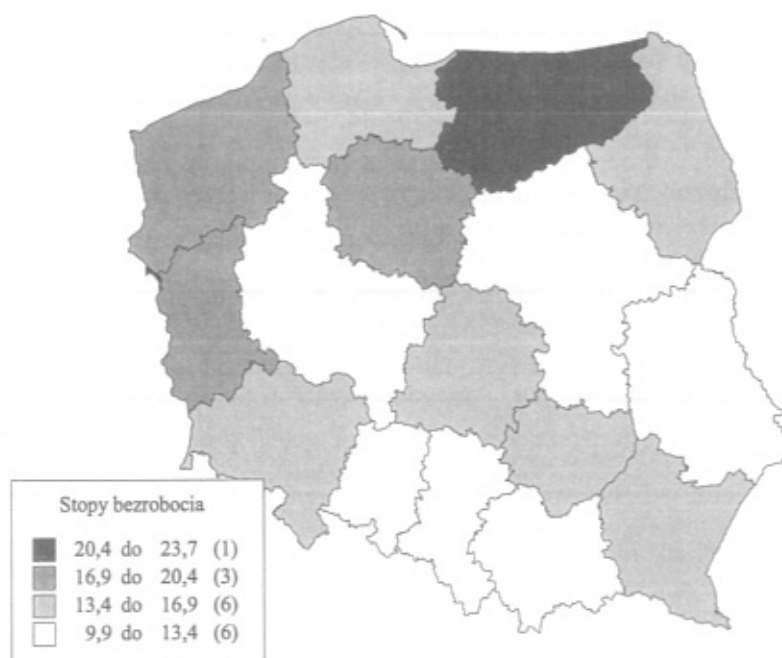 Stopy bezrobocia
20,4 do 23,7 (1)
16,9 do 20,4 (3)
13,4 do 16,9 (6)
9,9 do 13,4 (6)